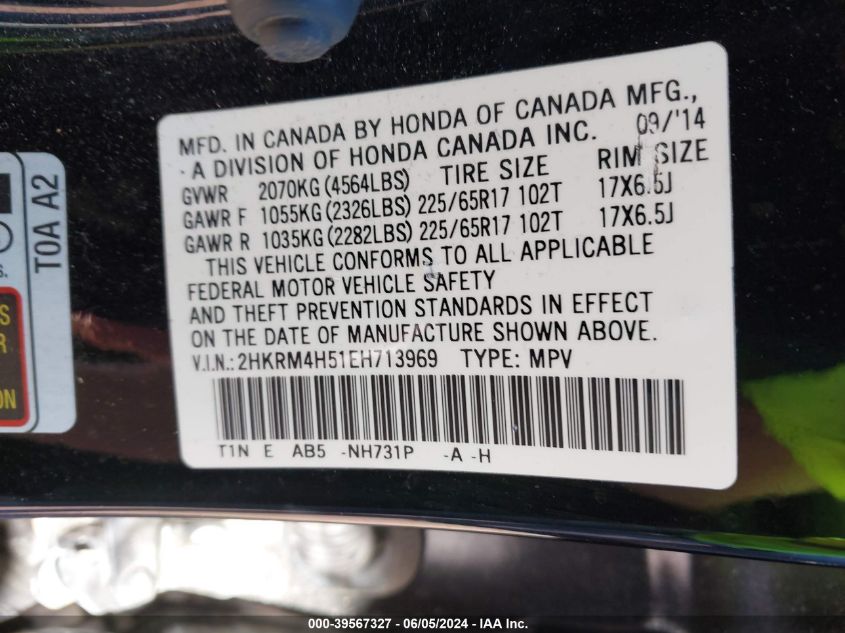 MFD. IN CANADA BY HONDA OF CANADA MFG.,
- A DIVISION OF HONDA CANADA INC. 09/'14
GVWR 2070KG (4564LBS) TIRE SIZE RIM SIZE
GAWR F 1055KG (2326LBS) 225/65R17 102T 17X6.5J
GAWR R 1035KG (2282LBS) 225/65R17 102T 17X6.5J
THIS VEHICLE CONFORMS TO ALL APPLICABLE
FEDERAL MOTOR VEHICLE SAFETY
AND THEFT PREVENTION STANDARDS IN EFFECT
ON THE DATE OF MANUFACTURE SHOWN ABOVE.
V.I.N.:2HKRM4H51EH713969 TYPE: MPV
T1N E AB5 -NH731P -A -H
T0A A2
000-39567327 / 06/05/2024 - IAA Inc.